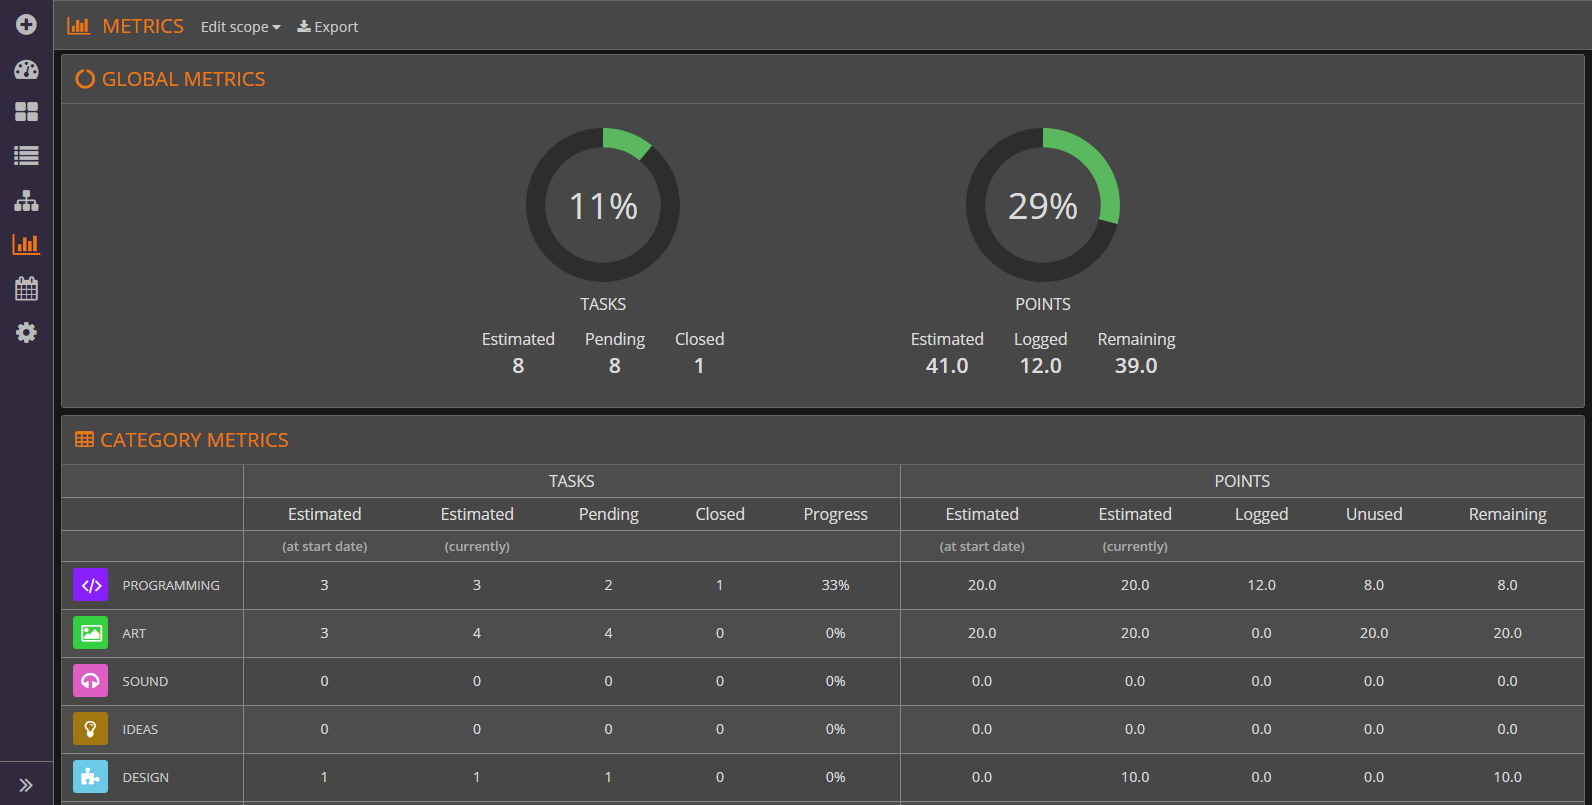 METRICS Edit scope Export
GLOBAL METRICS
11% 29%
TASKS POINTS
Estimated Pending Closed Estimated Logged Remaining
8 8 1 41.0 12.0 39.0
CATEGORY METRICS
TASKS POINTS
Estimated Estimated Pending Closed Progress Estimated Estimated Logged Unused Remaining
(at start date) (currently) (at start date) (currently)
PROGRAMMING 3 3 2 1 33% 20.0 20.0 12.0 8.0 8.0
ART 3 4 4 0 0% 20.0 20.0 0.0 20.0 20.0
SOUND 0 0 0 0 0% 0.0 0.0 0.0 0.0 0.0
IDEAS 0 0 0 0 0% 0.0 0.0 0.0 0.0 0.0
DESIGN 1 1 1 0 0% 0.0 10.0 0.0 0.0 10.0